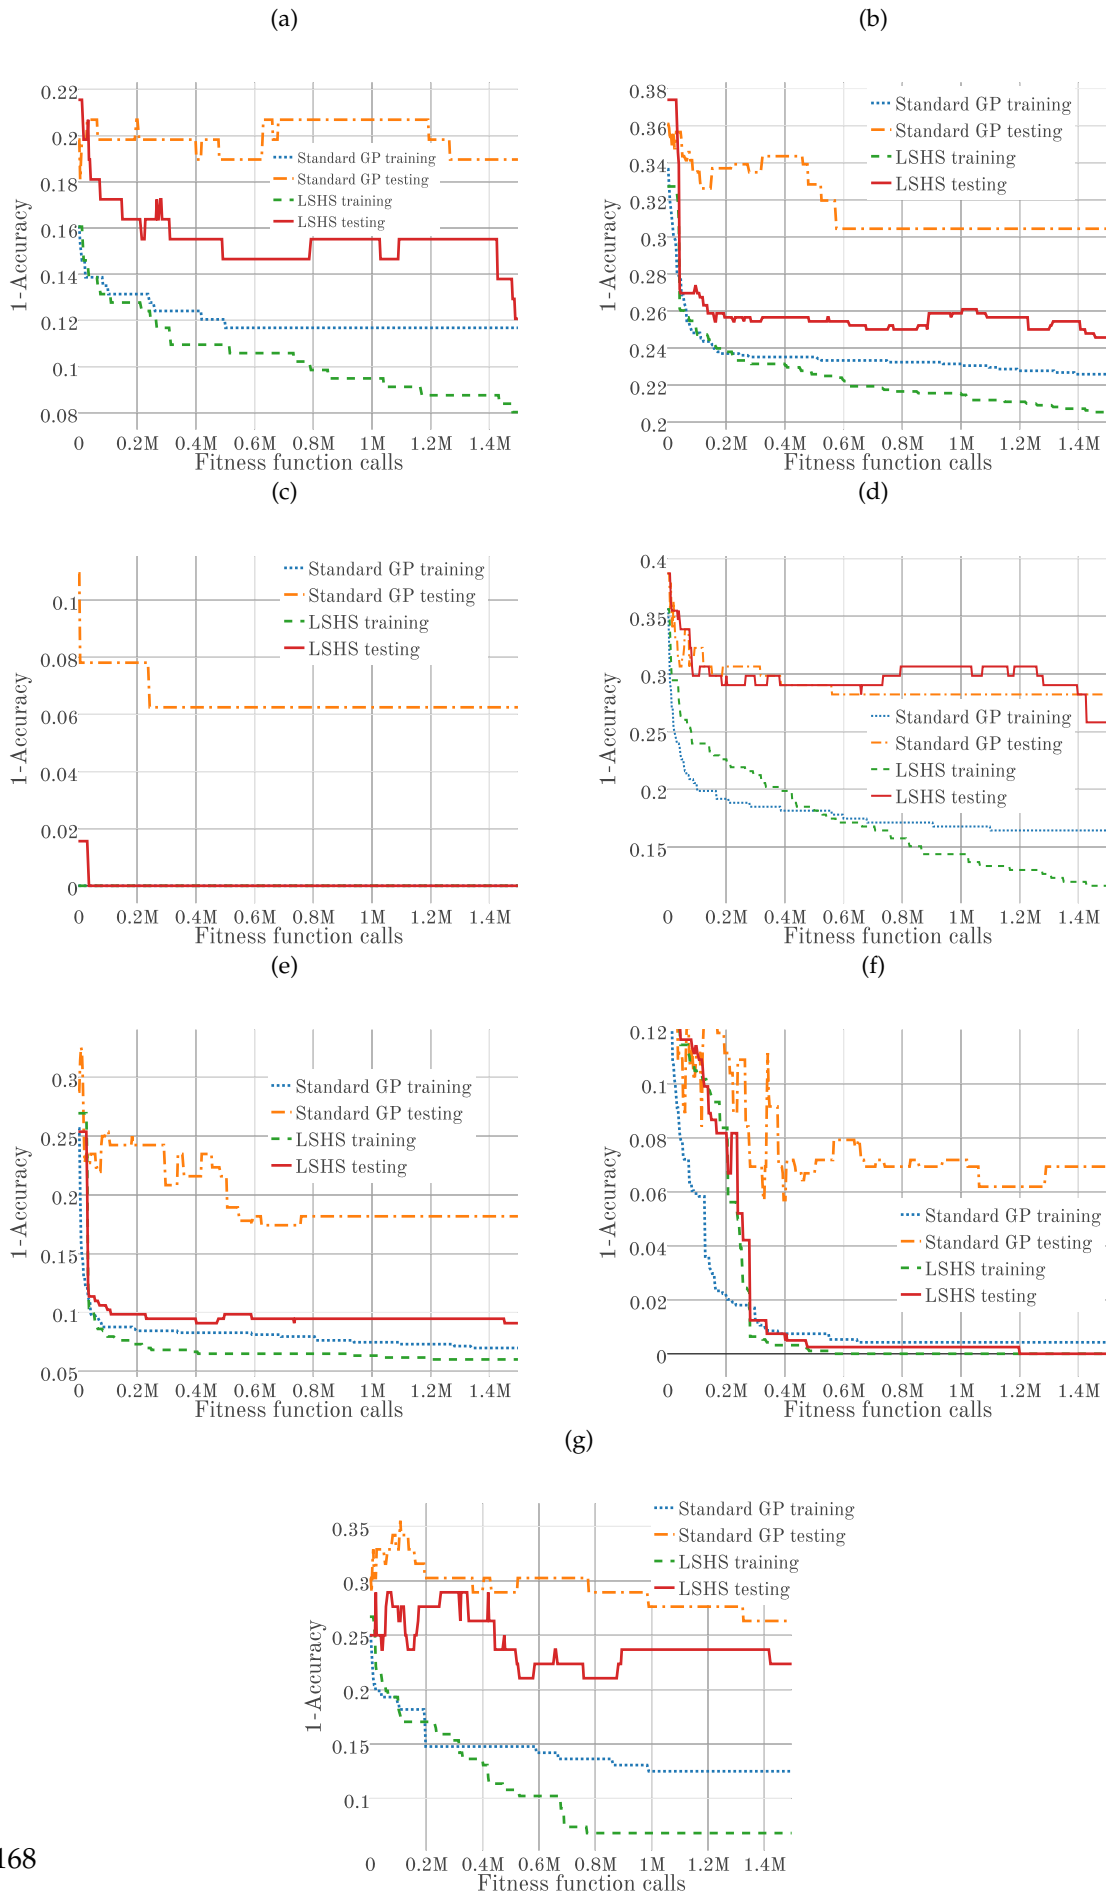 (a)
(b)
0.22
0.2
0.18
0.16
0.14
0.12
0.1
0.08
1-Accuracy
Standard GP training
Standard GP testing
LSHS training
LSHS testing
0 0.2M 0.4M 0.6M 0.8M 1M 1.2M 1.4M
Fitness function calls
0.38
0.36
0.34
0.32
0.3
0.28
0.26
0.24
0.22
0.2
1-Accuracy
Standard GP training
Standard GP testing
LSHS training
LSHS testing
0 0.2M 0.4M 0.6M 0.8M 1M 1.2M 1.4M
Fitness function calls
(c)
(d)
0.1
0.08
0.06
0.04
0.02
0
1-Accuracy
Standard GP training
Standard GP testing
LSHS training
LSHS testing
0 0.2M 0.4M 0.6M 0.8M 1M 1.2M 1.4M
Fitness function calls
0.4
0.35
0.3
0.25
0.2
0.15
1-Accuracy
Standard GP training
Standard GP testing
LSHS training
LSHS testing
0 0.2M 0.4M 0.6M 0.8M 1M 1.2M 1.4M
Fitness function calls
(e)
(f)
0.3
0.25
0.2
0.15
0.1
0.05
1-Accuracy
Standard GP training
Standard GP testing
LSHS training
LSHS testing
0 0.2M 0.4M 0.6M 0.8M 1M 1.2M 1.4M
Fitness function calls
0.12
0.1
0.08
0.06
0.04
0.02
0
1-Accuracy
Standard GP training
Standard GP testing
LSHS training
LSHS testing
0 0.2M 0.4M 0.6M 0.8M 1M 1.2M 1.4M
Fitness function calls
(g)
0.35
0.3
0.25
0.2
0.15
0.1
1-Accuracy
Standard GP training
Standard GP testing
LSHS training
LSHS testing
0 0.2M 0.4M 0.6M 0.8M 1M 1.2M 1.4M
Fitness function calls
168